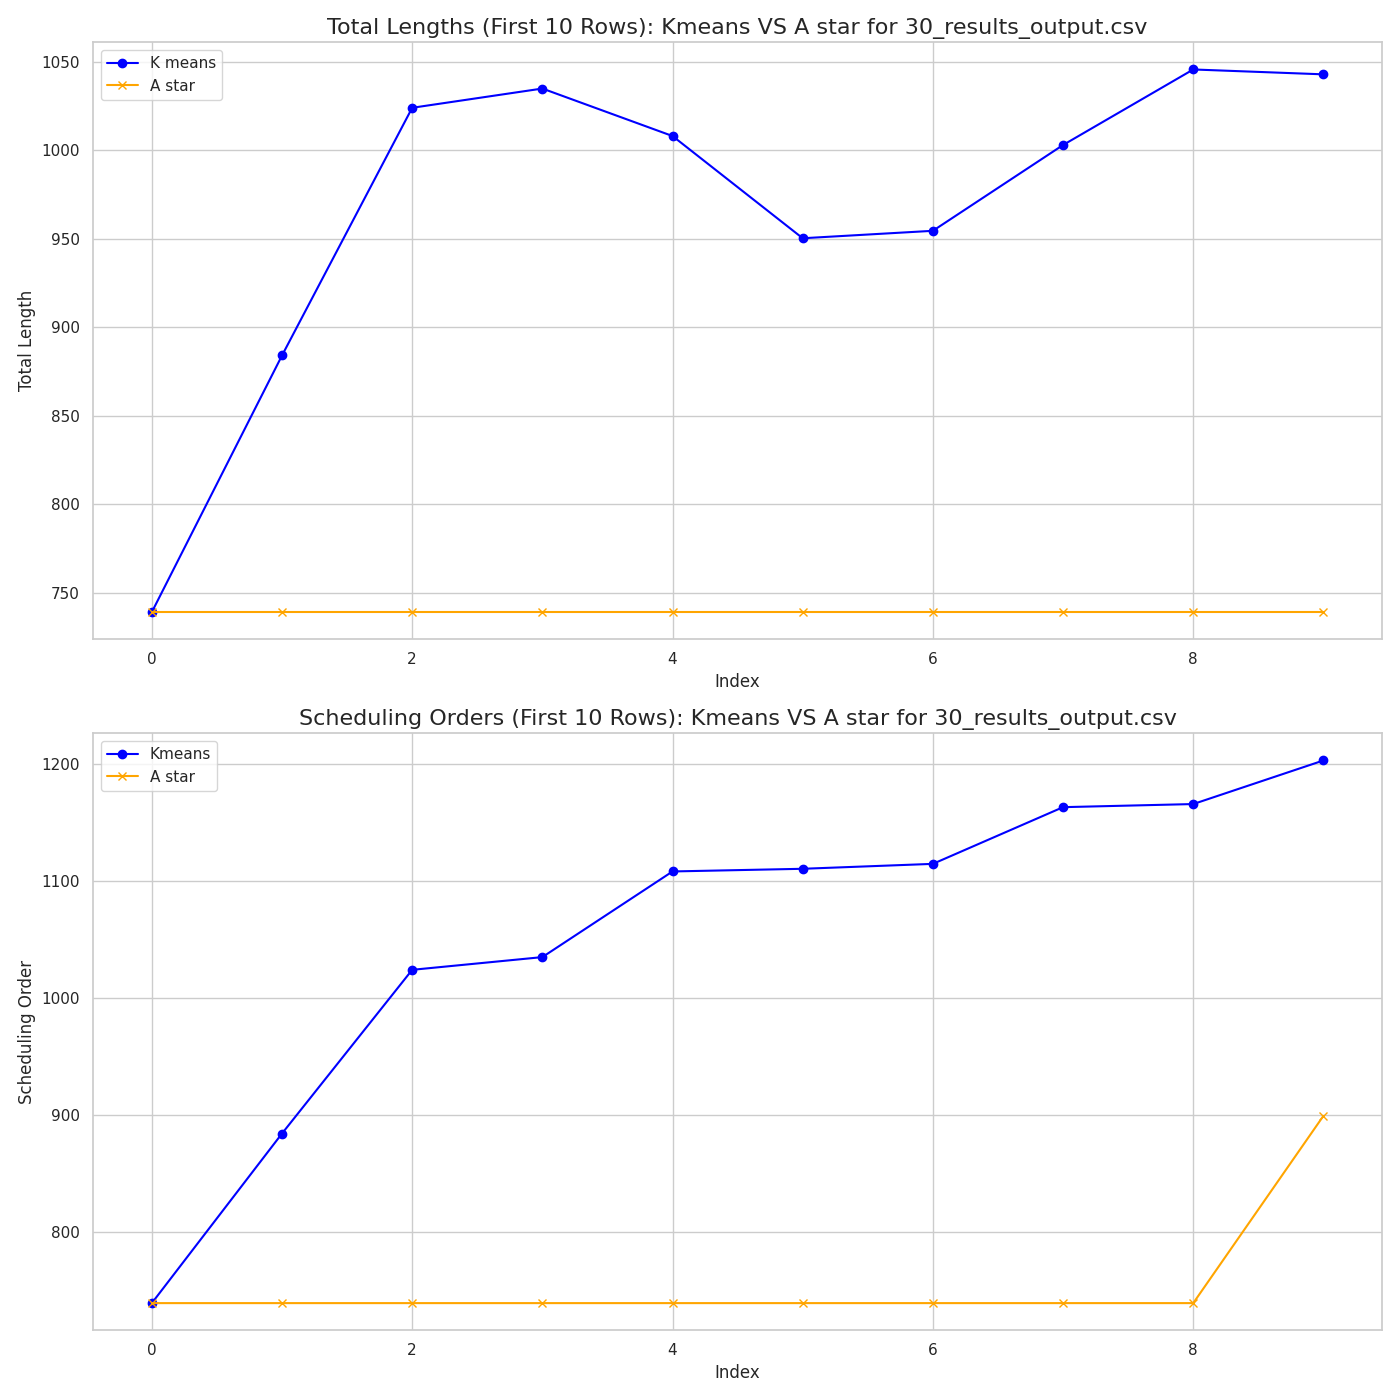 Total Lengths (First 10 Rows): Kmeans VS A star for 30_results_output.csv
K means
A star
1050
1000
950
900
850
800
750
Total Length
0 2 4 6 8
Index
Scheduling Orders (First 10 Rows): Kmeans VS A star for 30_results_output.csv
Kmeans
A star
1200
1100
1000
900
800
Scheduling Order
0 2 4 6 8
Index